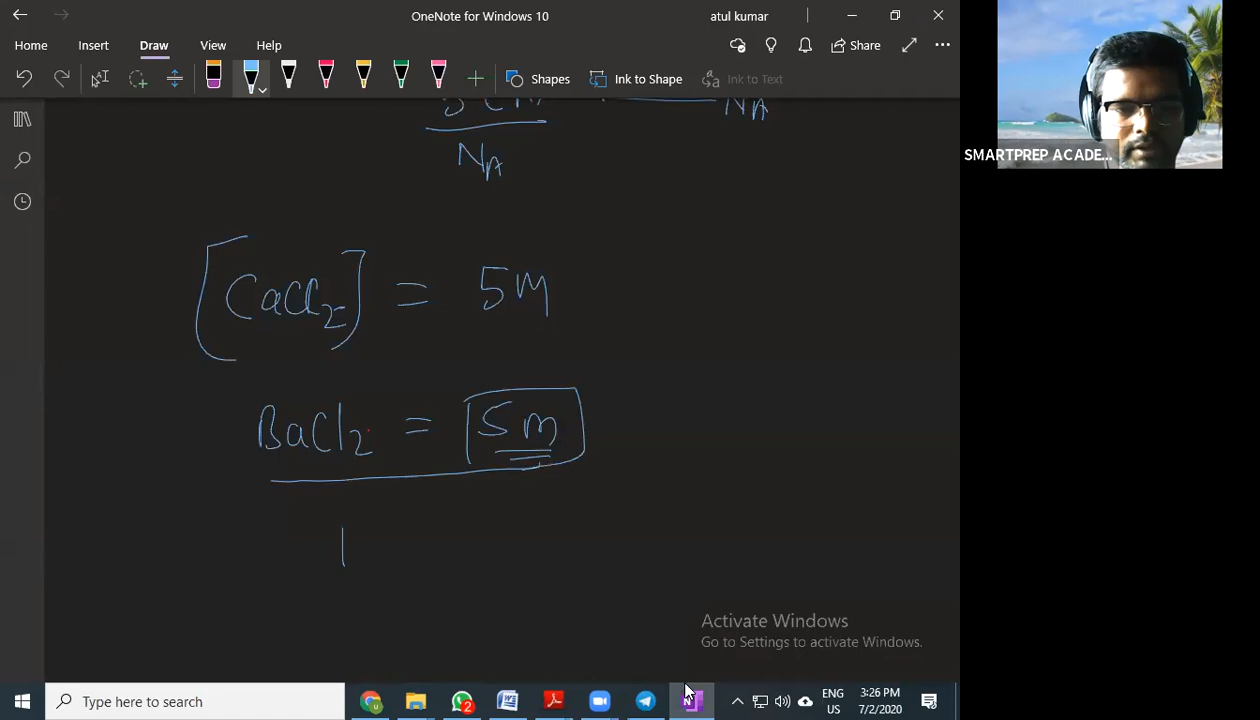 OneNote for Windows 10
atul kumar
Home Insert Draw View Help
Share
Shapes Ink to Shape Ink to Text
NA
NA
SMARTPREP ACADE...
[CaCl2] = 5M
BaCl2 = 5m
Activate Windows
Go to Settings to activate Windows.
Type here to search
2
ENG
US
3:26 PM
7/2/2020